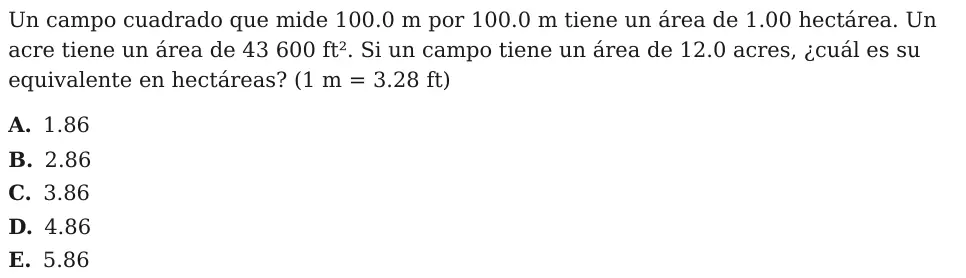 Un campo cuadrado que mide 100.0 m por 100.0 m tiene un área de 1.00 hectárea. Un
acre tiene un área de 43 600 ft². Si un campo tiene un área de 12.0 acres, ¿cuál es su
equivalente en hectáreas? (1 m = 3.28 ft)
A. 1.86
B. 2.86
C. 3.86
D. 4.86
E. 5.86